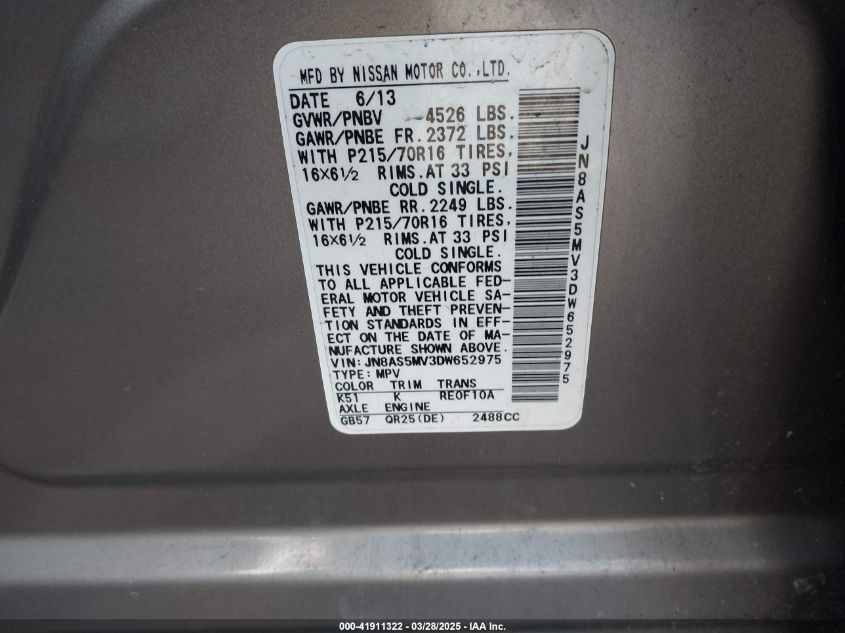 MFD BY NISSAN MOTOR CO.,LTD.
DATE 6/13
GVWR/PNBV 4526 LBS.
GAWR/PNBE FR. 2372 LBS.
WITH P215/70R16 TIRES,
16X6½ RIMS.AT 33 PSI
COLD SINGLE.
GAWR/PNBE RR. 2249 LBS.
WITH P215/70R16 TIRES,
16X6½ RIMS.AT 33 PSI
COLD SINGLE.
THIS VEHICLE CONFORMS
TO ALL APPLICABLE FED-
ERAL MOTOR VEHICLE SA-
FETY AND THEFT PREVEN-
TION STANDARDS IN EFF-
ECT ON THE DATE OF MA-
NUFACTURE SHOWN ABOVE.
VIN:JN8AS5MV3DW652975
TYPE: MPV
COLOR TRIM TRANS
K51 K RE0F10A
AXLE ENGINE
GB57 QR25(DE) 2488CC
JN8AS5MV3DW652975
000-41911322 | 03/28/2025 - IAA Inc.